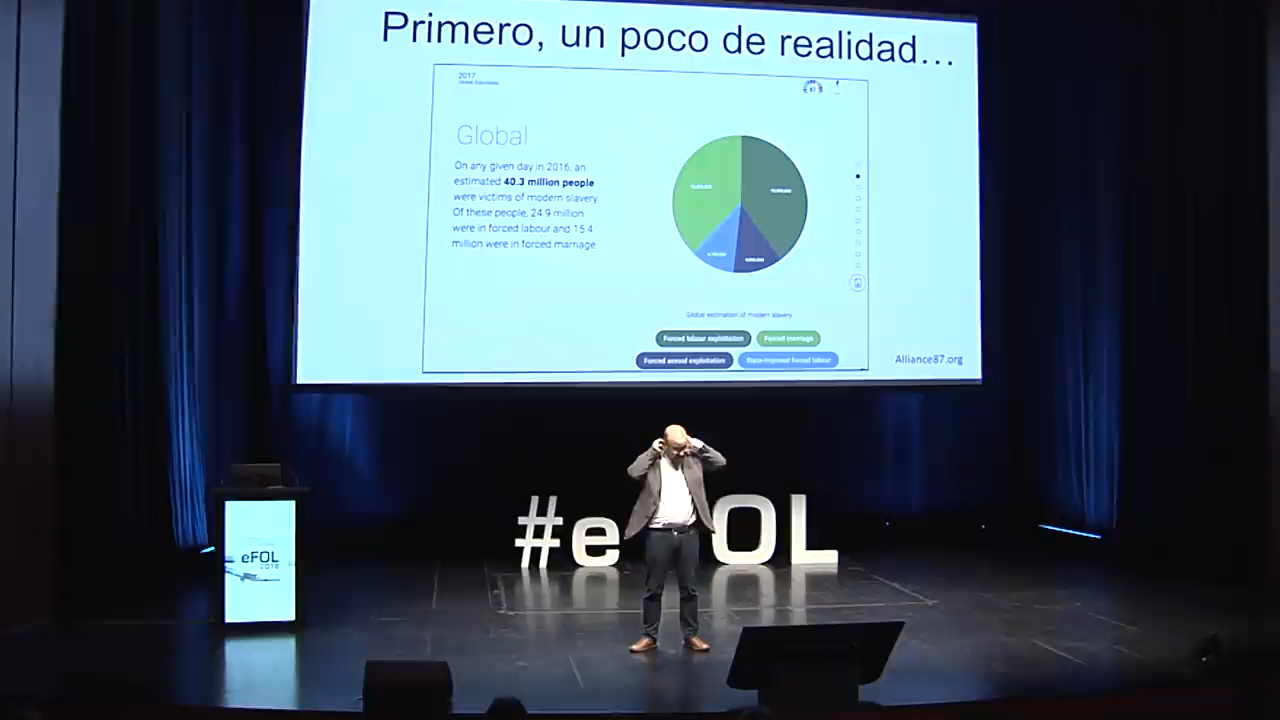 Primero, un poco de realidad...
2017
Global Estimates
87
Global
On any given day in 2016, an
estimated 40.3 million people
were victims of modern slavery.
Of these people, 24.9 million
were in forced labour and 15.4
million were in forced marriage.
Global estimation of modern slavery
Forced labour exploitation
Forced marriage
Forced sexual exploitation
State-imposed forced labour
Alliance87.org
#e OL
eFOL
2018